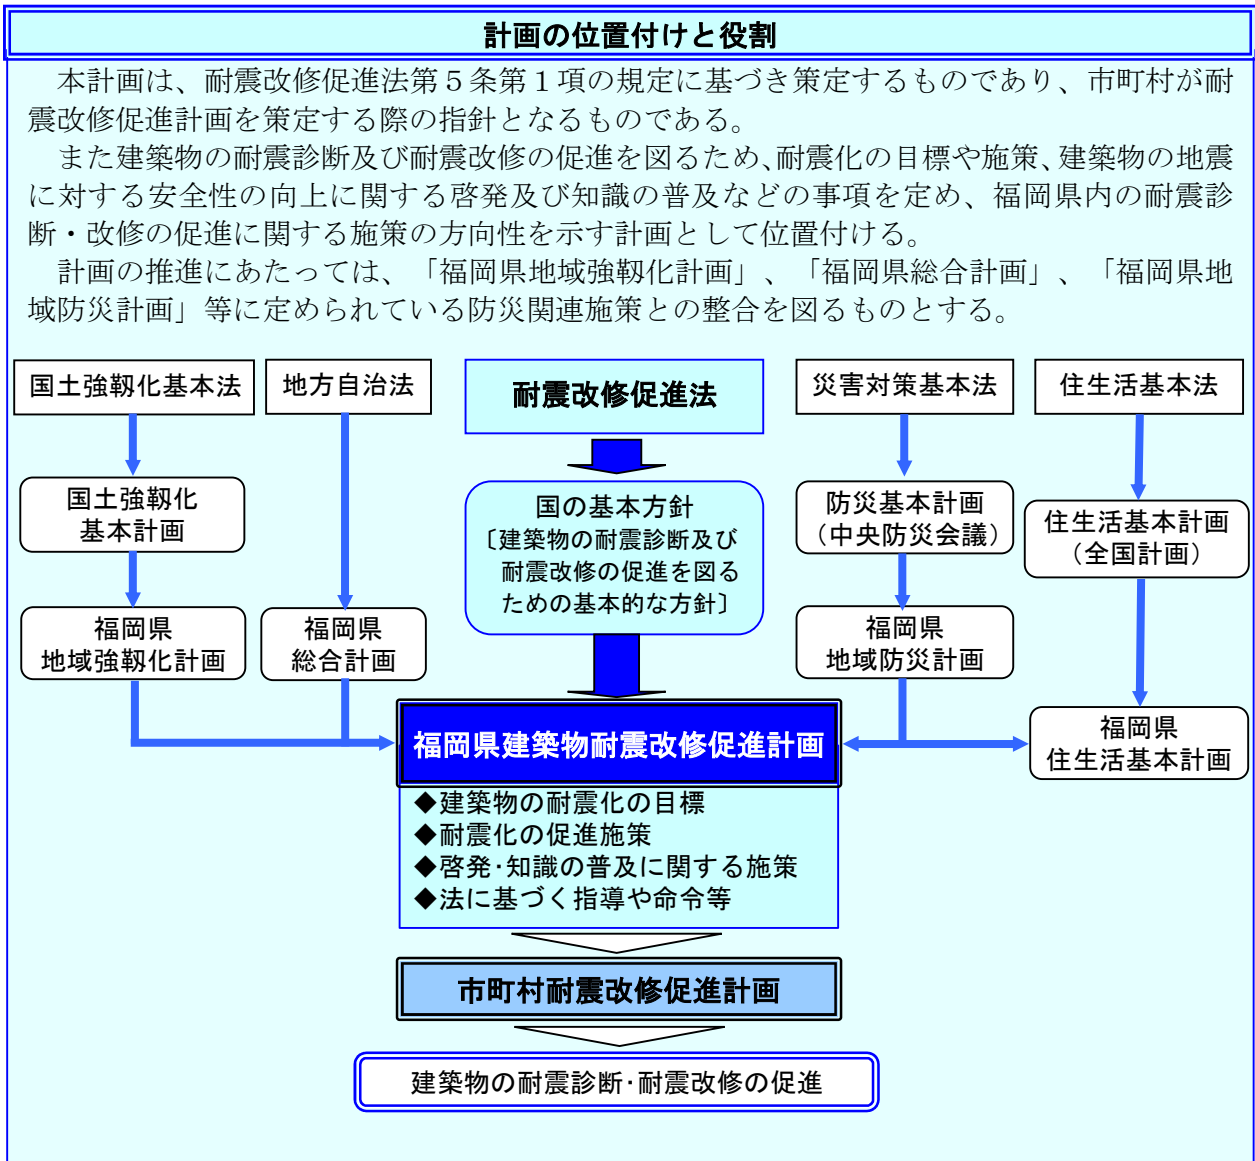 計画の位置付けと役割
本計画は、耐震改修促進法第５条第１項の規定に基づき策定するものであり、市町村が耐
震改修促進計画を策定する際の指針となるものである。
また建築物の耐震診断及び耐震改修の促進を図るため、耐震化の目標や施策、建築物の地震
に対する安全性の向上に関する啓発及び知識の普及などの事項を定め、福岡県内の耐震診
断・改修の促進に関する施策の方向性を示す計画として位置付ける。
計画の推進にあたっては、「福岡県地域強靱化計画」、「福岡県総合計画」、「福岡県地
域防災計画」等に定められている防災関連施策との整合を図るものとする。
国土強靱化基本法
地方自治法
耐震改修促進法
災害対策基本法
住生活基本法
国土強靱化
基本計画
国の基本方針
〔建築物の耐震診断及び
耐震改修の促進を図る
ための基本的な方針〕
防災基本計画
（中央防災会議）
住生活基本計画
（全国計画）
福岡県
地域強靱化計画
福岡県
総合計画
福岡県
地域防災計画
福岡県建築物耐震改修促進計画
福岡県
住生活基本計画
◆建築物の耐震化の目標
◆耐震化の促進施策
◆啓発･知識の普及に関する施策
◆法に基づく指導や命令等
市町村耐震改修促進計画
建築物の耐震診断･耐震改修の促進